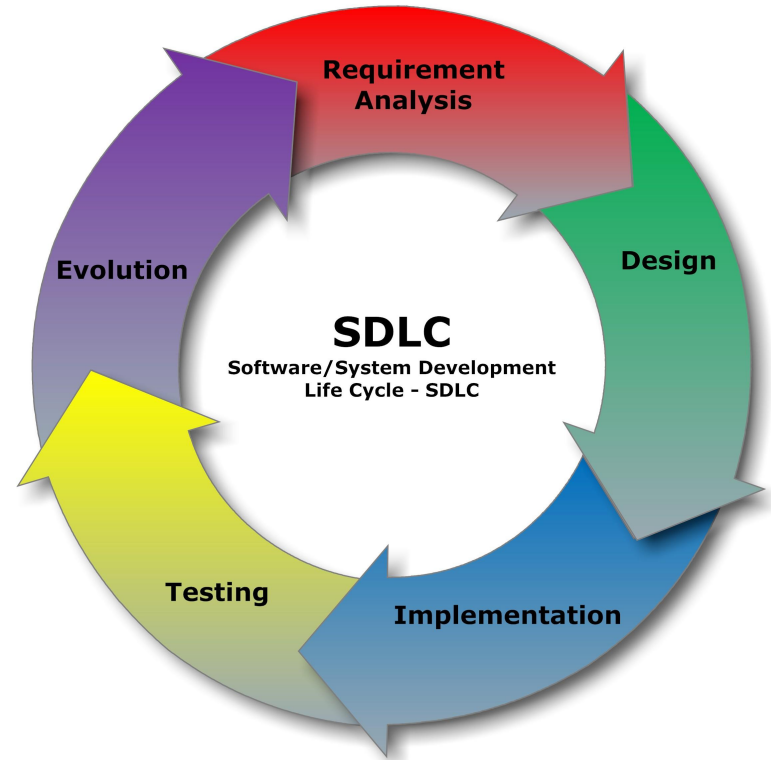 Requirement
Analysis
Design
Evolution
SDLC
Software/System Development
Life Cycle - SDLC
Testing
Implementation